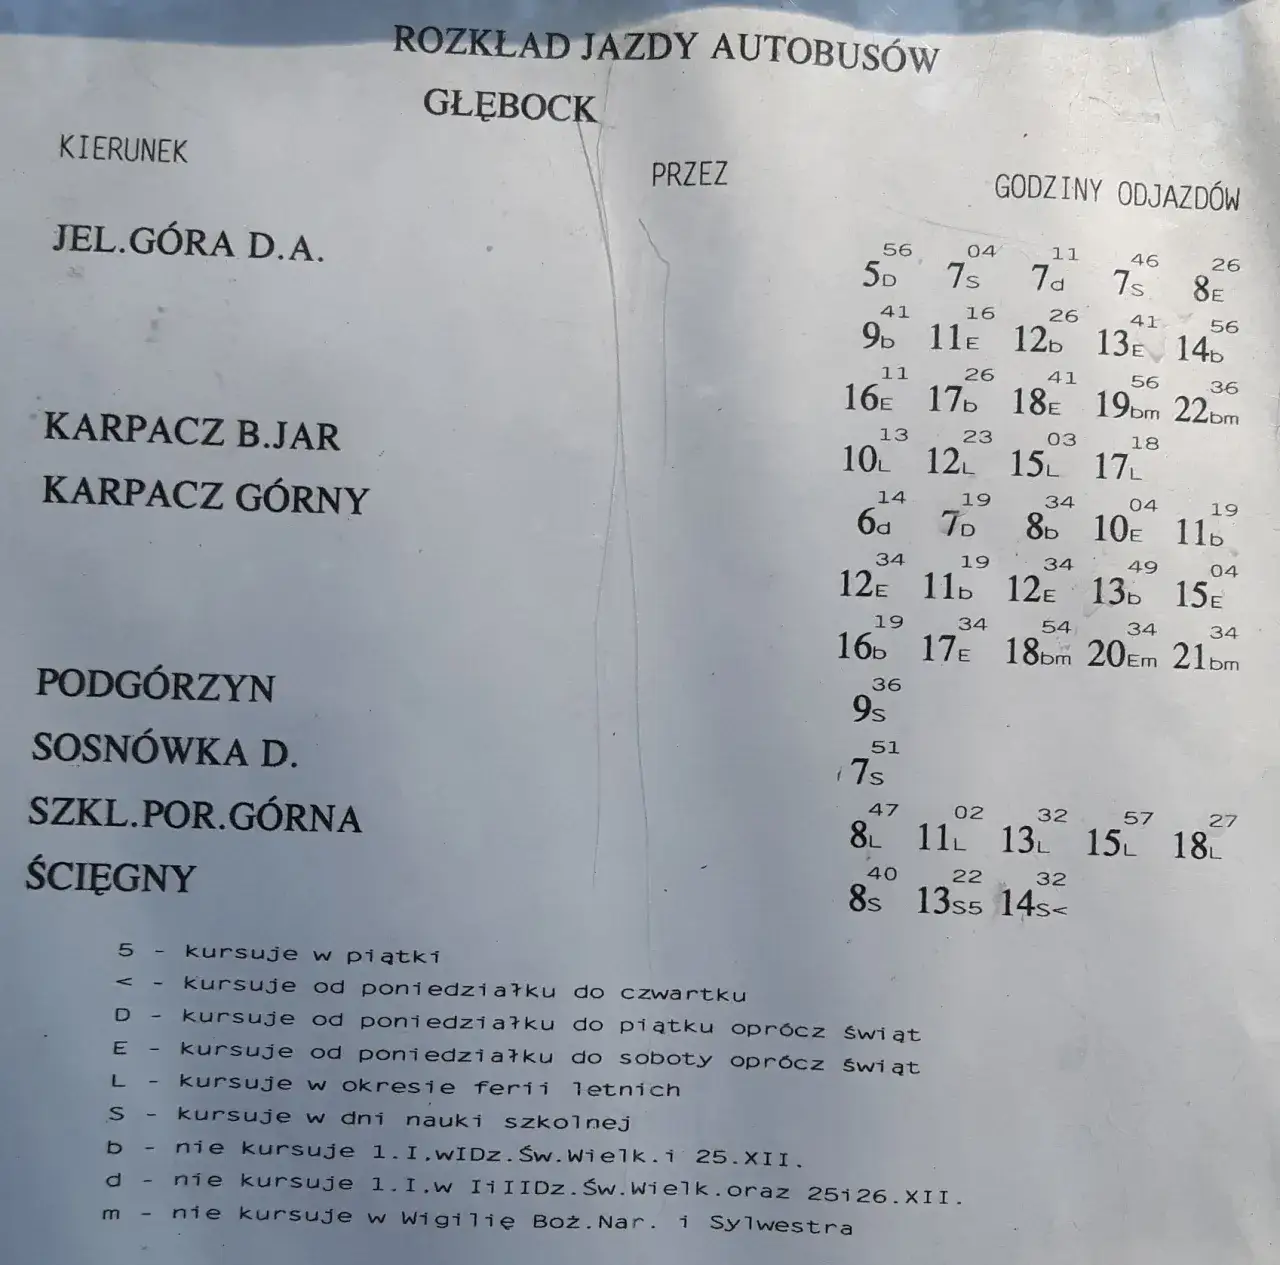 ROZKŁAD JAZDY AUTOBUSÓW
GŁĘBOCK
KIERUNEK PRZEZ GODZINY ODJAZDÓW
JEL.GÓRA D.A. 5 56 D 7 04 S 7 11 d 7 46 S 8 26 E
9 41 b 11 16 E 12 26 b 13 41 E 14 56 b
16 11 E 17 26 b 18 41 E 19 56 bm 22 36 bm
KARPACZ B.JAR 10 13 L 12 23 L 15 03 L 17 18 L
KARPACZ GÓRNY 6 14 d 7 19 D 8 34 b 10 04 E 11 19 b
12 34 E 11 19 b 12 34 E 13 49 b 15 04 E
16 19 b 17 34 E 18 54 bm 20 34 Em 21 34 bm
PODGÓRZYN 9 36 S
SOSNÓWKA D. 7 51 S
SZKL.POR.GÓRNA 8 47 L 11 02 L 13 32 L 15 57 L 18 27 L
ŚCIĘGNY 8 40 S 13 22 S5 14 32 S<
5 - kursuje w piątki
< - kursuje od poniedziałku do czwartku
D - kursuje od poniedziałku do piątku oprócz świąt
E - kursuje od poniedziałku do soboty oprócz świąt
L - kursuje w okresie ferii letnich
S - kursuje w dni nauki szkolnej
b - nie kursuje 1.I.wIDz.Św.Wielk.i 25.XII.
d - nie kursuje 1.I.w IiIIDz.Św.Wielk.oraz 25i26.XII.
m - nie kursuje w Wigilię Boż.Nar. i Sylwestra